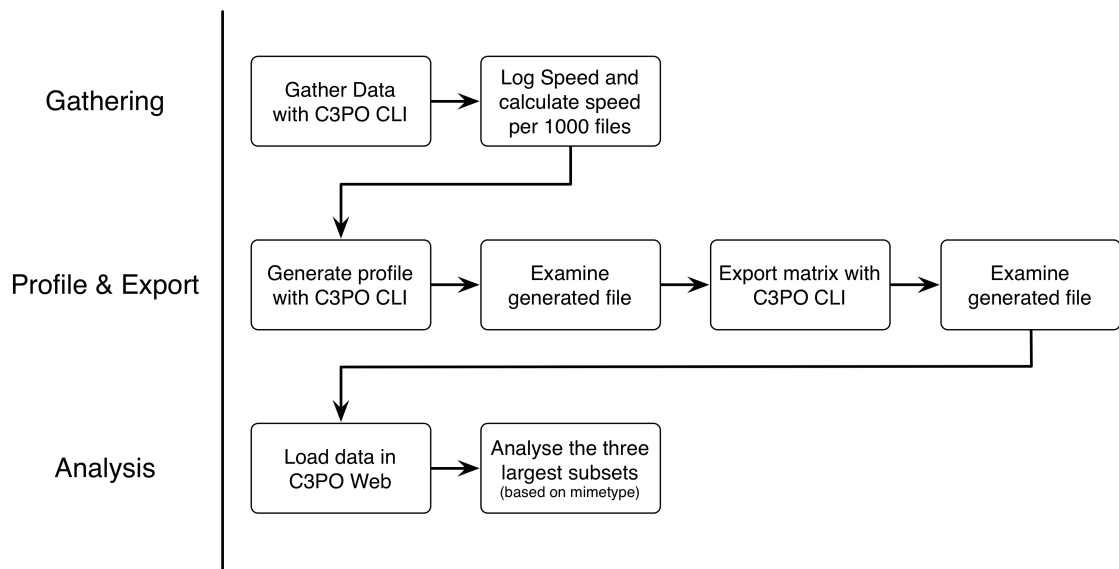 Gathering
Gather Data
with C3PO CLI
Log Speed and
calculate speed
per 1000 files
Profile & Export
Generate profile
with C3PO CLI
Examine
generated file
Export matrix with
C3PO CLI
Examine
generated file
Analysis
Load data in
C3PO Web
Analyse the three
largest subsets
(based on mimetype)